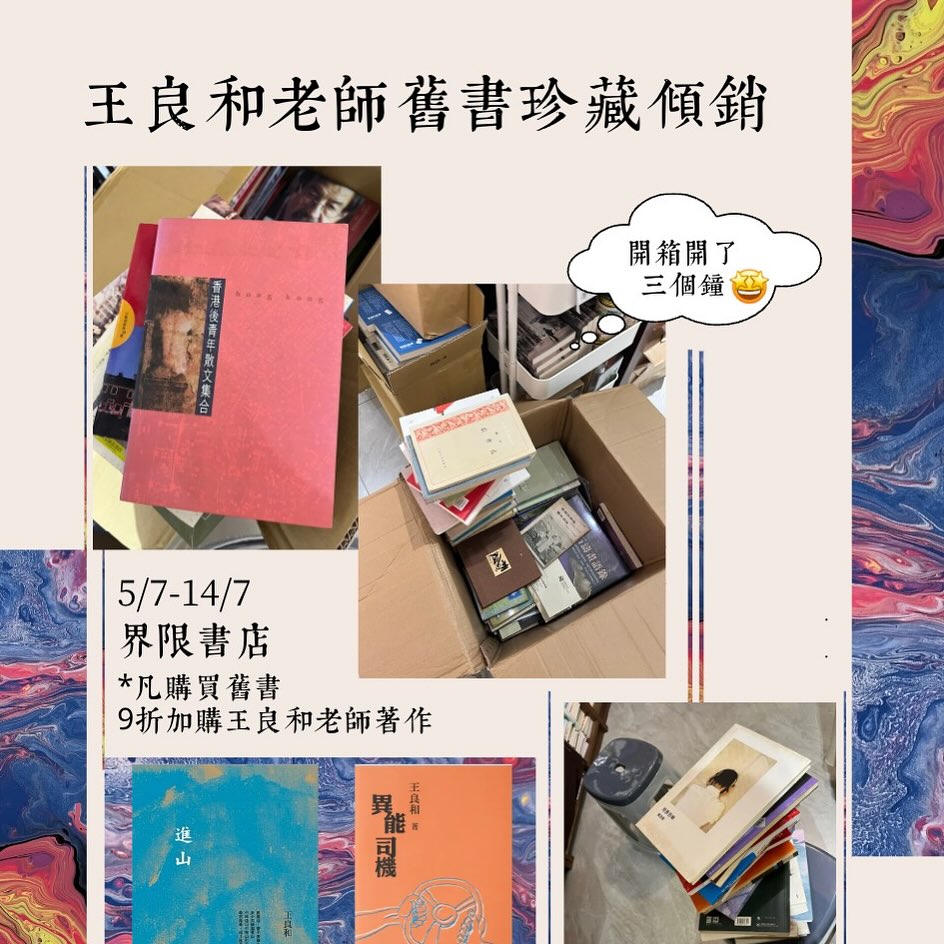 王良和老師舊書珍藏傾銷
開箱開了
三個鐘
香港後青年散文集合
5/7-14/7
界限書店
*凡購買舊書
9折加購王良和老師著作
進山
王良和
王良和 著
異能司機